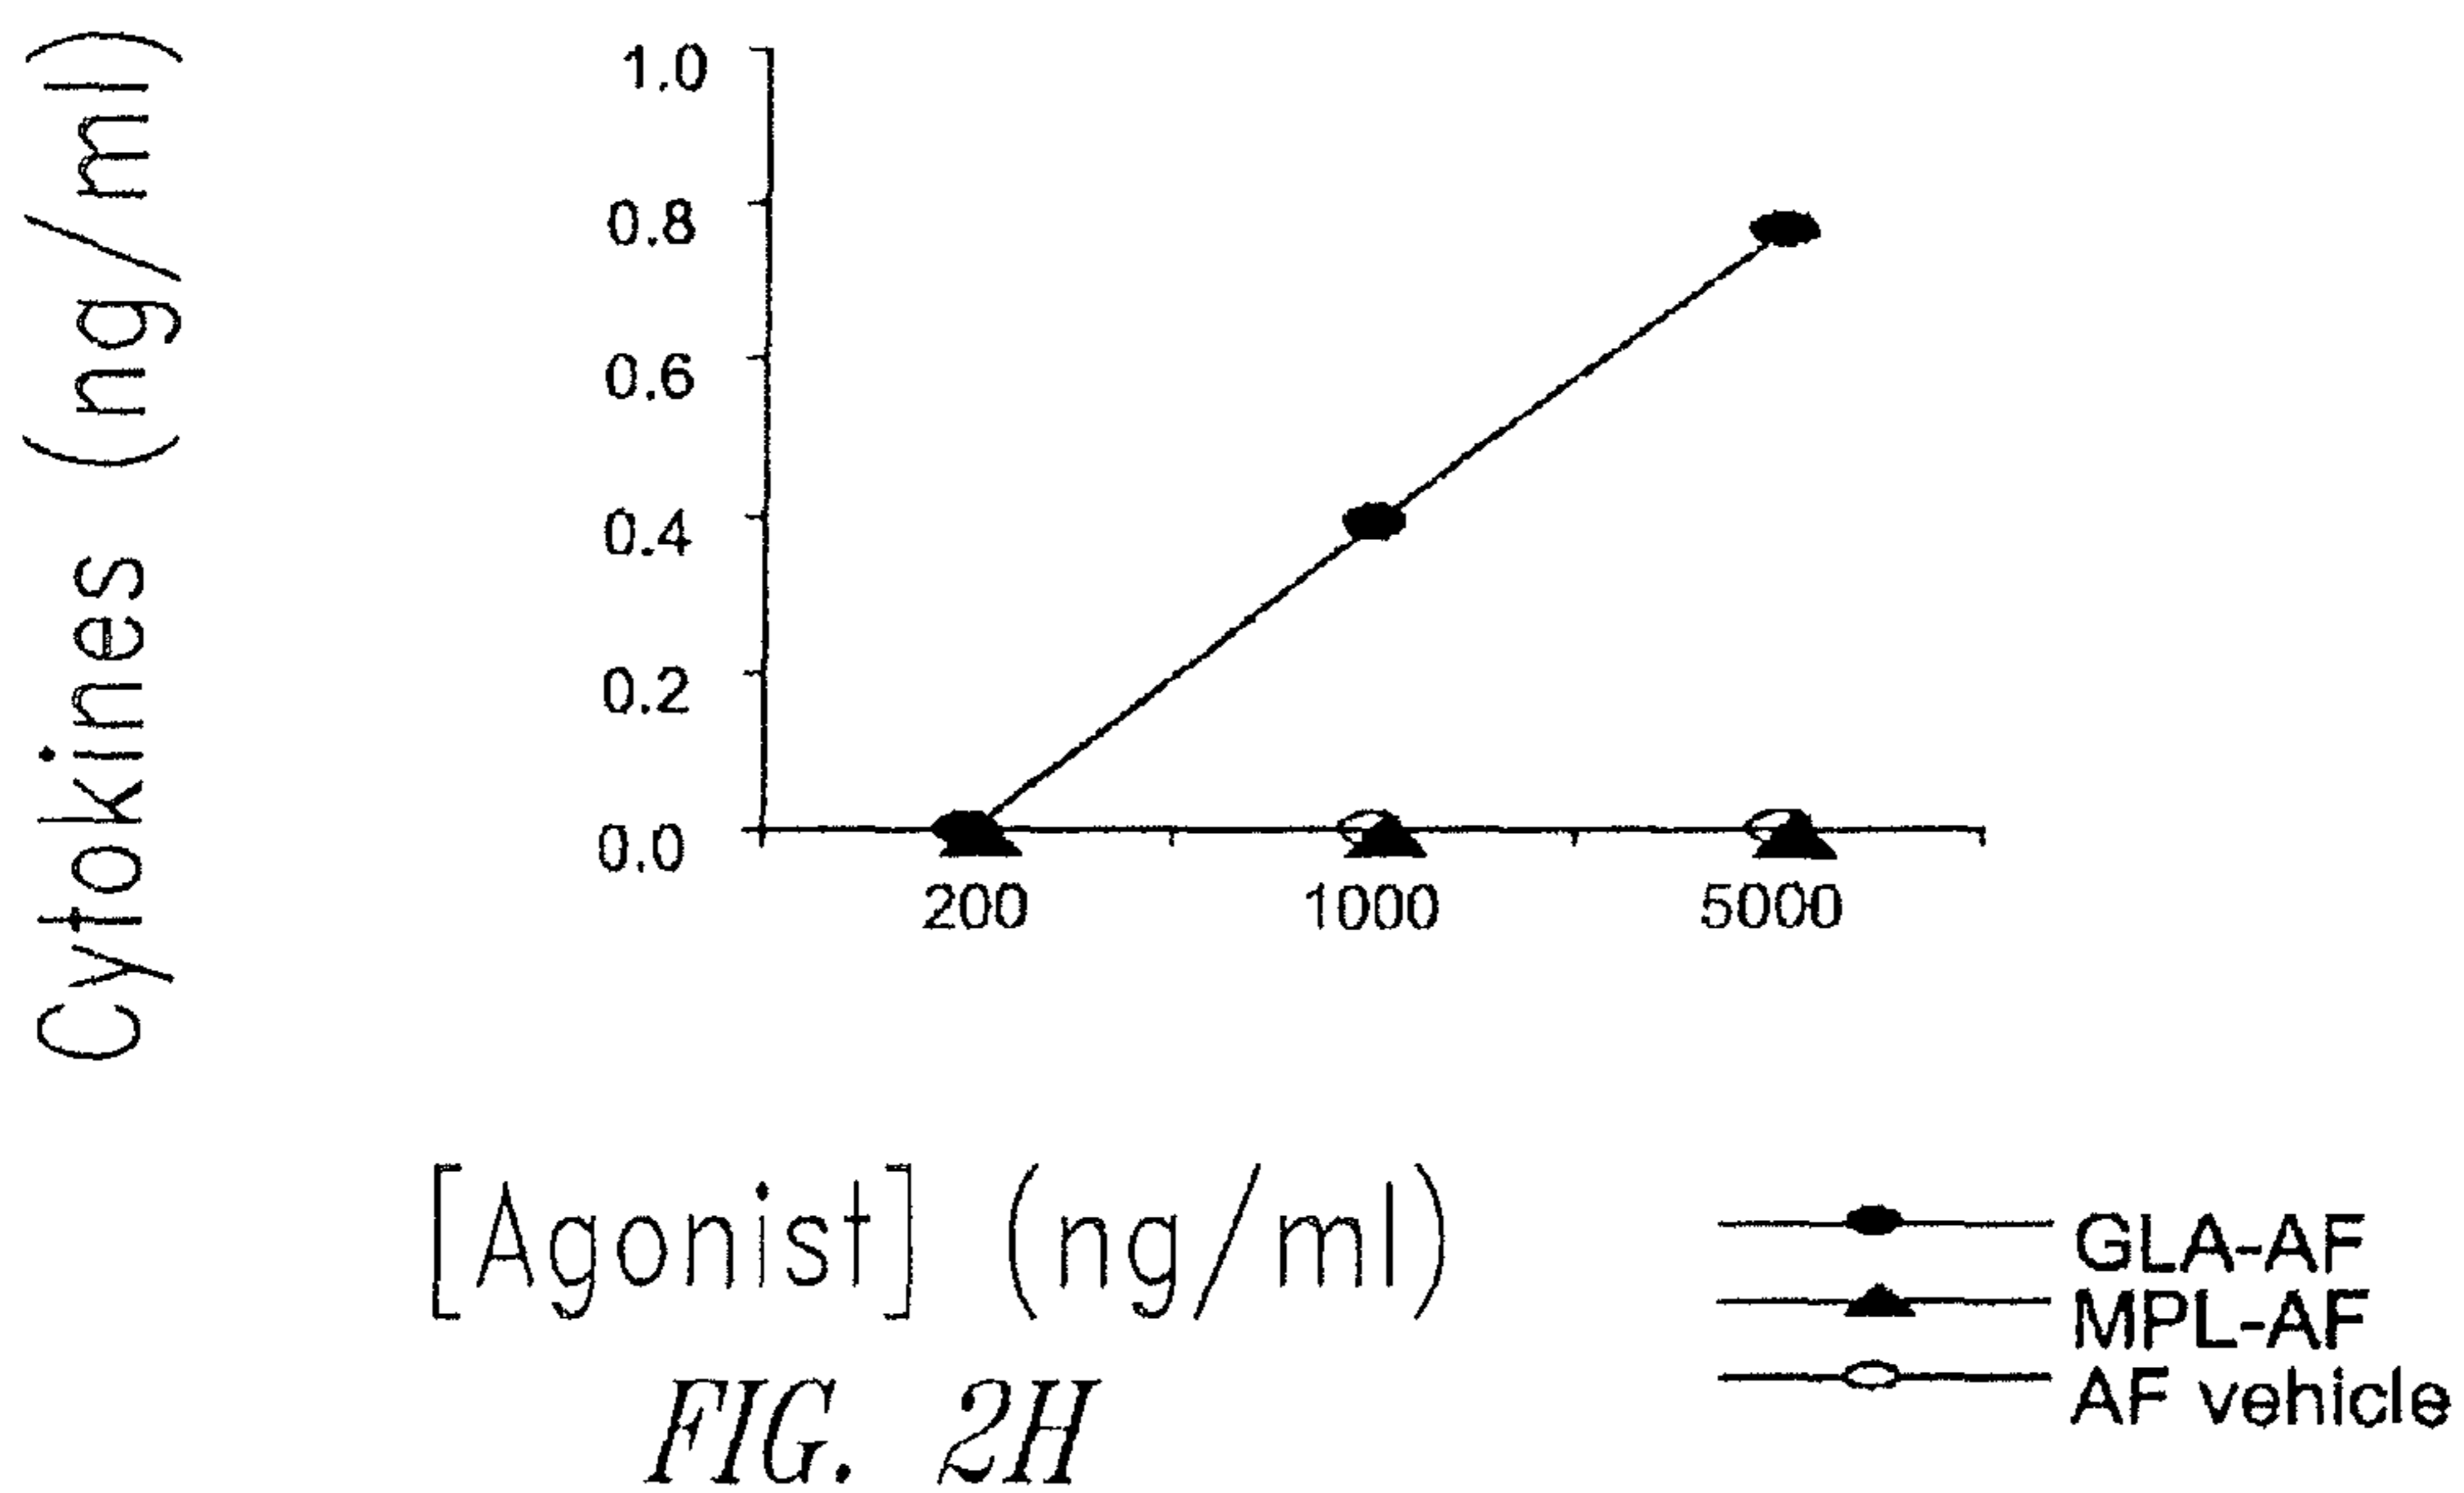 Cytokines (ng/ml)
1.0
0.8
0.6
0.4
0.2
0.0
200 1000 5000
[Agonist] (ng/ml)
GLA-AF
MPL-AF
AF vehicle
FIG. 2H